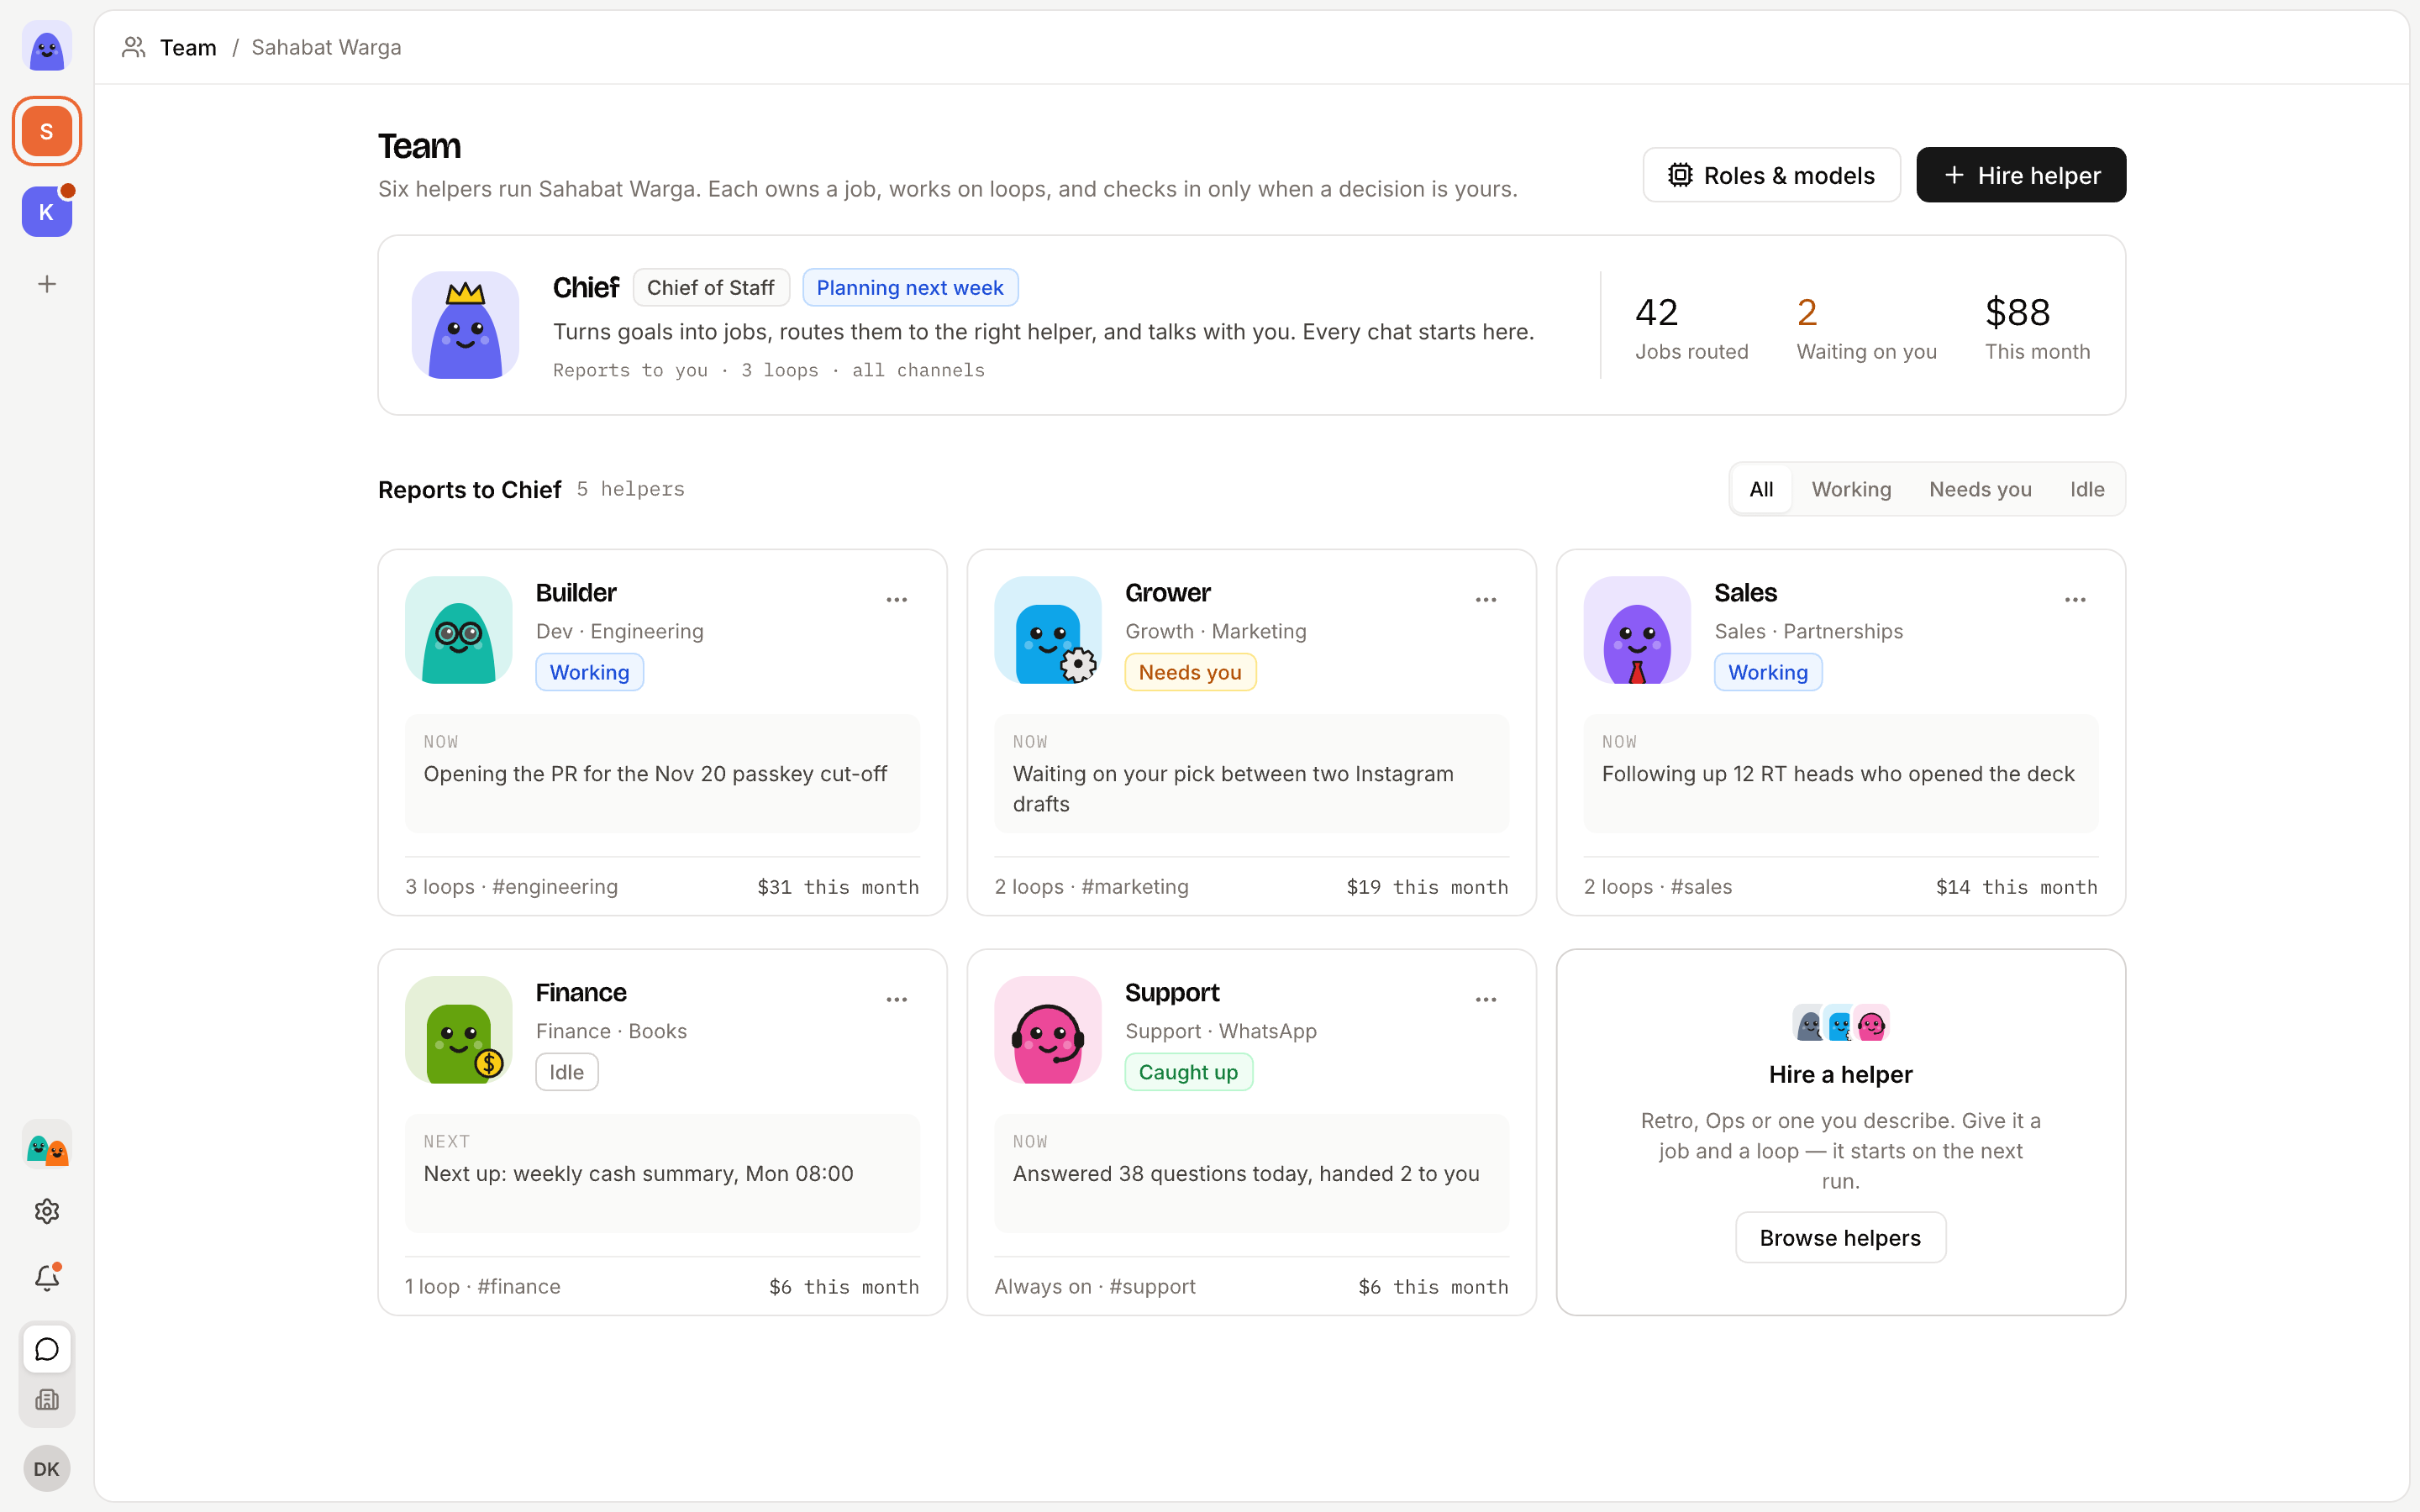 Team / Sahabat Warga
S
K
Team
Six helpers run Sahabat Warga. Each owns a job, works on loops, and checks in only when a decision is yours.
Roles & models
Hire helper
Chief
Chief of Staff
Planning next week
Turns goals into jobs, routes them to the right helper, and talks with you. Every chat starts here.
Reports to you · 3 loops · all channels
42
Jobs routed
2
Waiting on you
$88
This month
Reports to Chief 5 helpers
All
Working
Needs you
Idle
Builder
Dev · Engineering
Working
NOW
Opening the PR for the Nov 20 passkey cut-off
3 loops · #engineering
$31 this month
Grower
Growth · Marketing
Needs you
NOW
Waiting on your pick between two Instagram
drafts
2 loops · #marketing
$19 this month
Sales
Sales · Partnerships
Working
NOW
Following up 12 RT heads who opened the deck
2 loops · #sales
$14 this month
Finance
Finance · Books
Idle
NEXT
Next up: weekly cash summary, Mon 08:00
1 loop · #finance
$6 this month
Support
Support · WhatsApp
Caught up
NOW
Answered 38 questions today, handed 2 to you
Always on · #support
$6 this month
Hire a helper
Retro, Ops or one you describe. Give it a
job and a loop — it starts on the next
run.
Browse helpers
DK